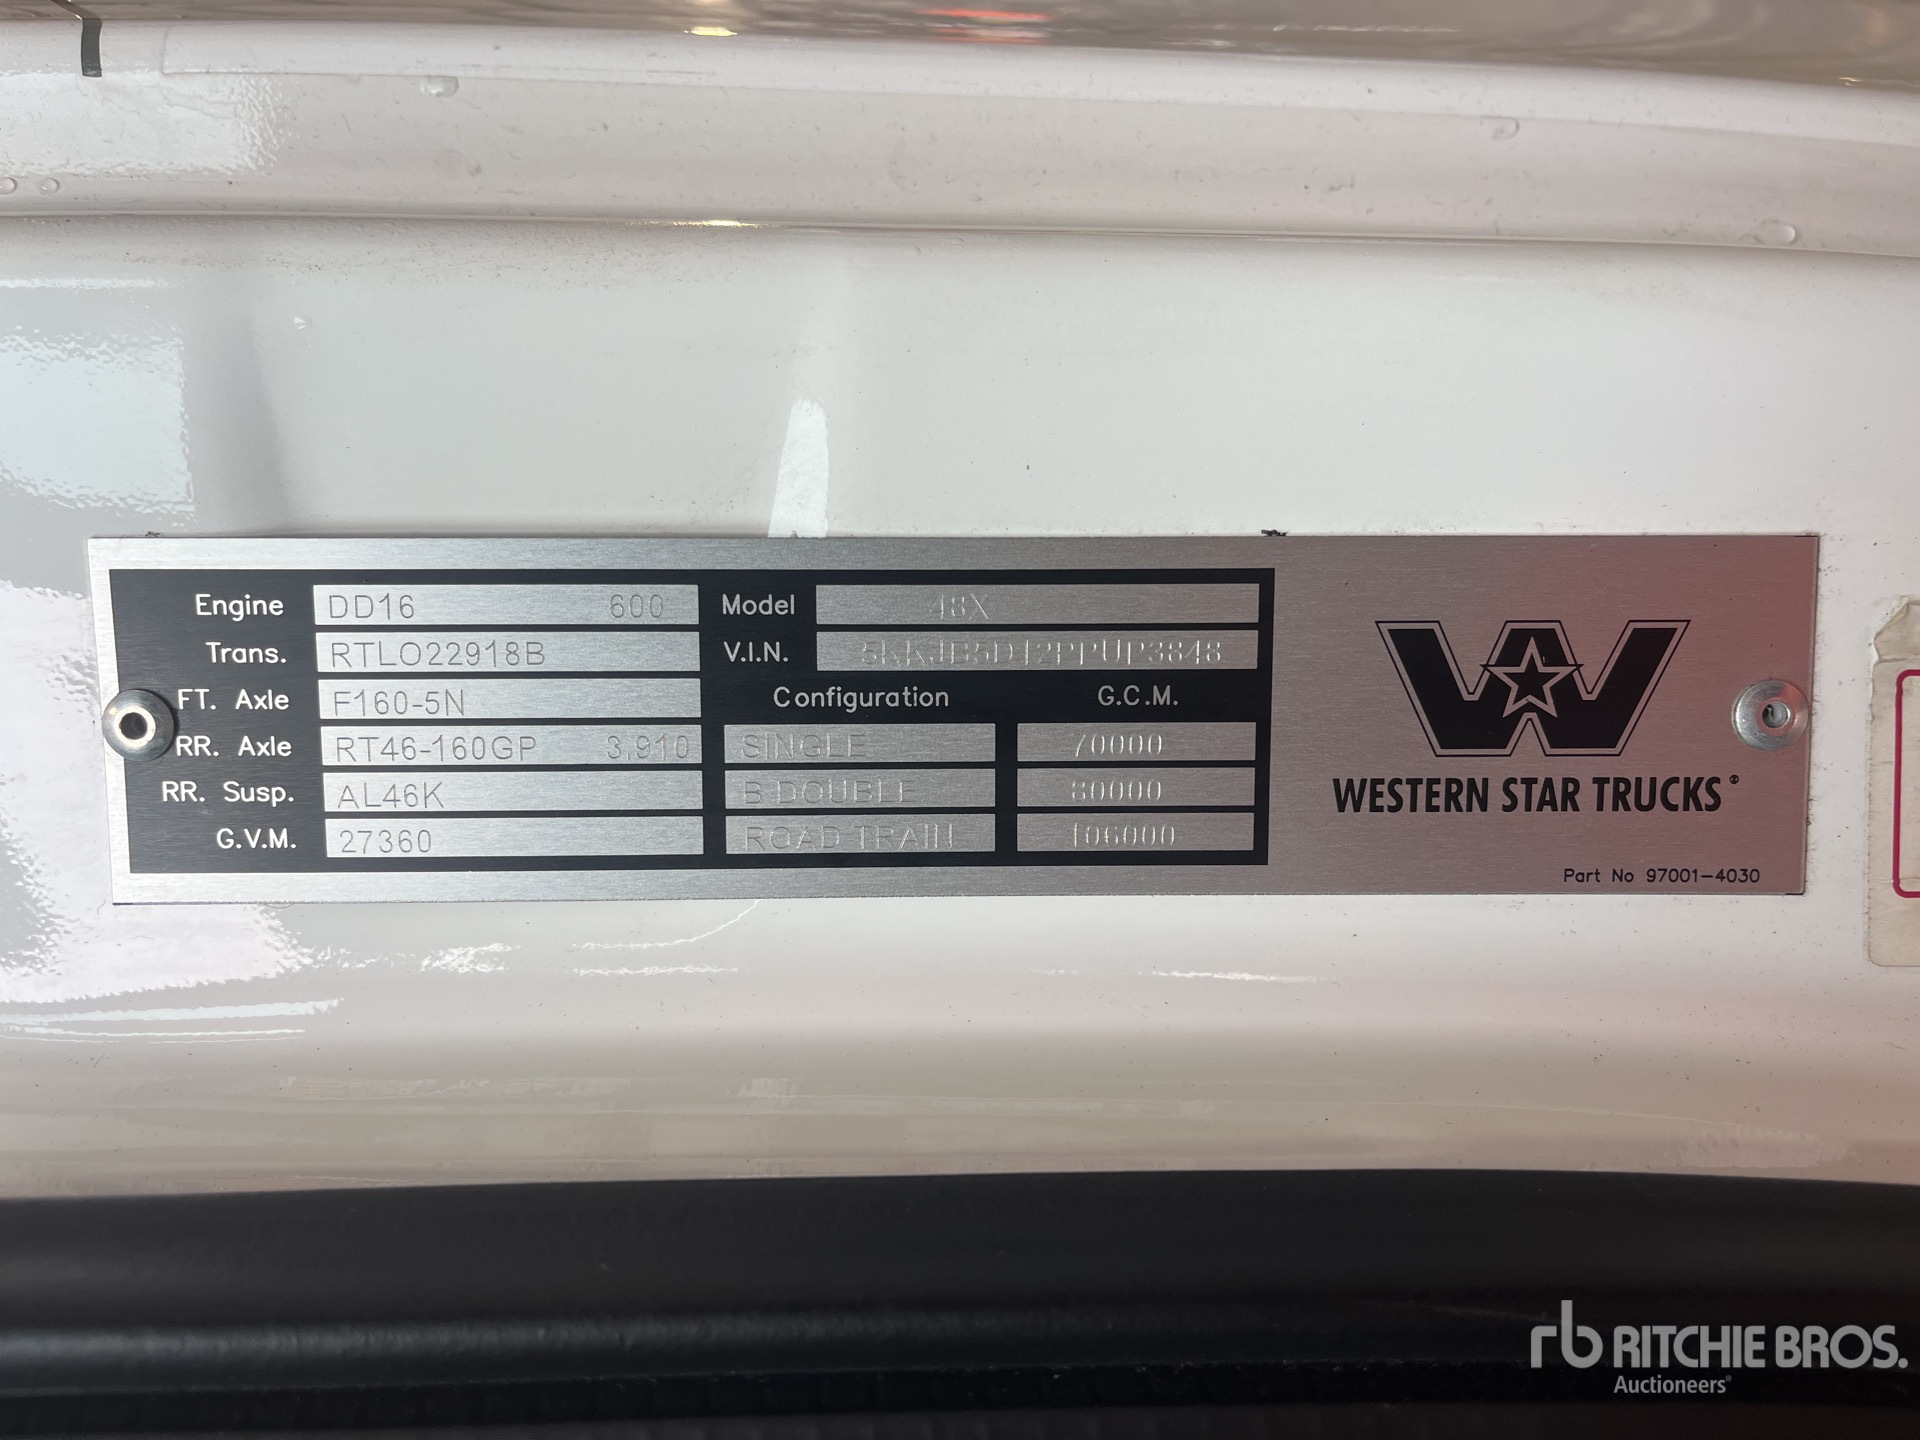 Engine DD16 600
Trans. RTLO22918B
FT. Axle F160-5N
RR. Axle RT46-160GP 3,910
RR. Susp. AL46K
G.V.M. 27360
Model 48X
V.I.N. 5KKJB5D12PPUP3848
Configuration G.C.M.
SINGLE 70000
B DOUBLE 80000
ROAD TRAIN 106000
WESTERN STAR TRUCKS®
Part No 97001-4030
rb RITCHIE BROS.
Auctioneers®